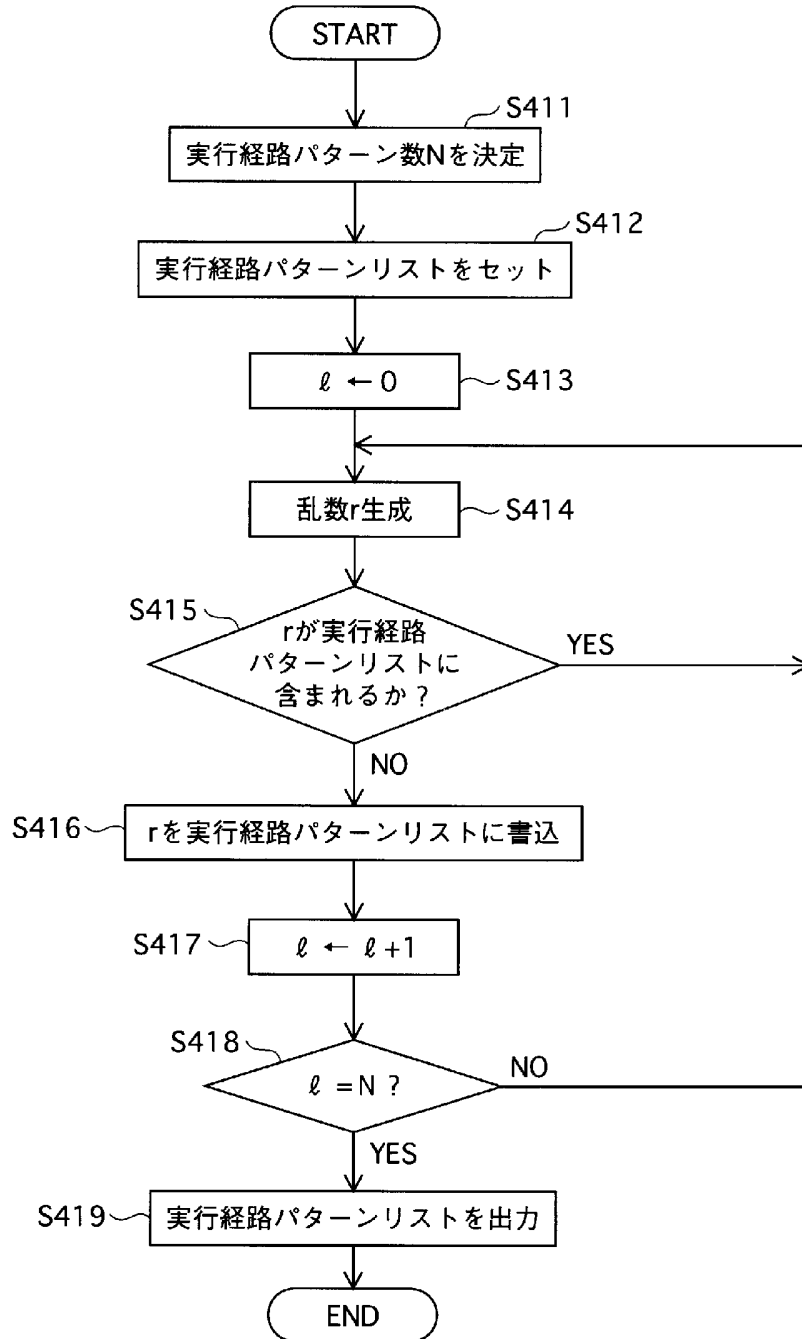 START
S411
実行経路パターン数Nを決定
S412
実行経路パターンリストをセット
ℓ ← 0
S413
乱数r生成
S414
S415
rが実行経路
パターンリストに
含まれるか？
YES
NO
S416
rを実行経路パターンリストに書込
S417
ℓ ← ℓ+1
S418
ℓ = N ?
NO
YES
S419
実行経路パターンリストを出力
END